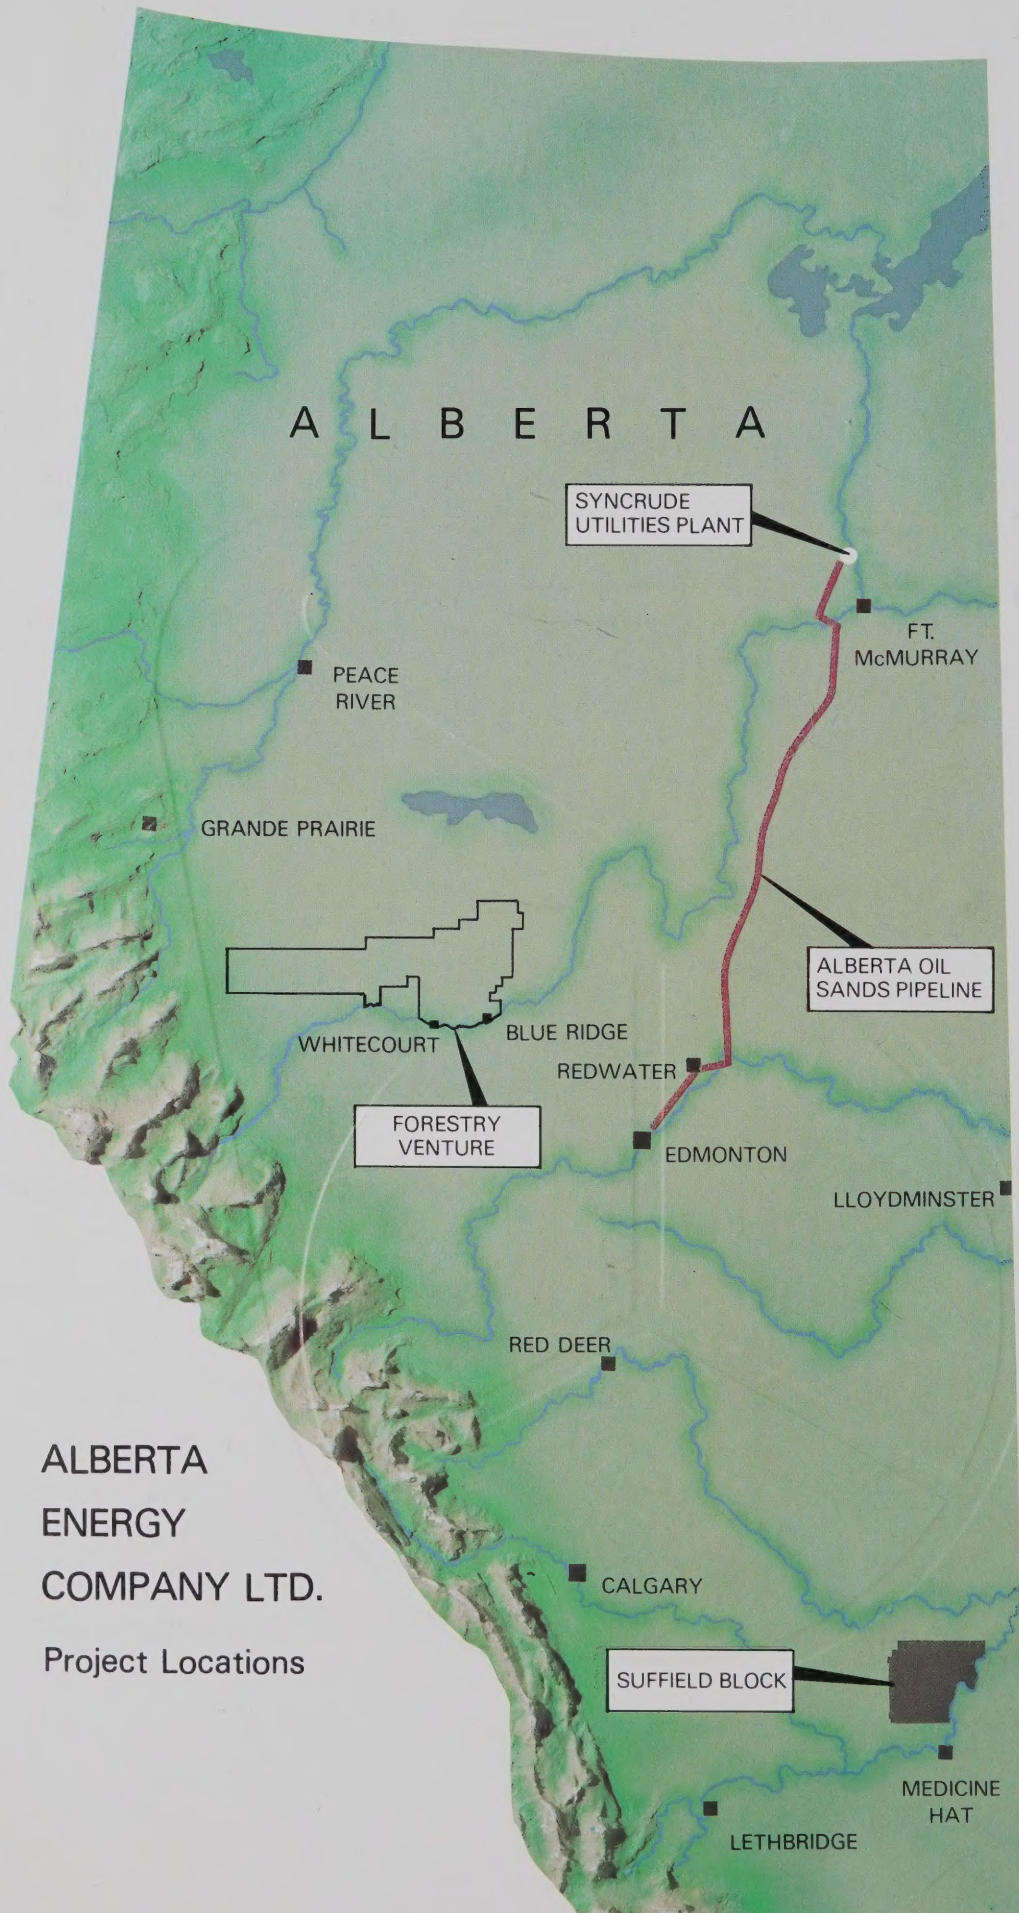 ALBERTA
SYNCRUDE
UTILITIES PLANT
FT.
McMURRAY
PEACE
RIVER
GRANDE PRAIRIE
ALBERTA OIL
SANDS PIPELINE
WHITECOURT
BLUE RIDGE
REDWATER
FORESTRY
VENTURE
EDMONTON
LLOYDMINSTER
RED DEER
ALBERTA
ENERGY
COMPANY LTD.
Project Locations
CALGARY
SUFFIELD BLOCK
MEDICINE
HAT
LETHBRIDGE